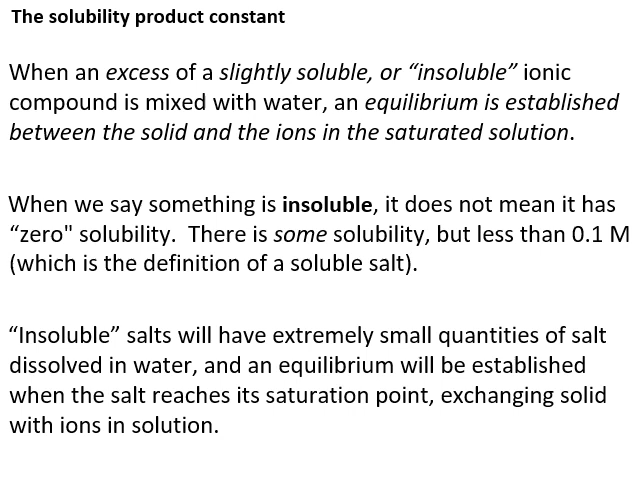 The solubility product constant
When an excess of a slightly soluble, or “insoluble” ionic
compound is mixed with water, an equilibrium is established
between the solid and the ions in the saturated solution.
When we say something is insoluble, it does not mean it has
“zero" solubility.  There is some solubility, but less than 0.1 M
(which is the definition of a soluble salt).
“Insoluble” salts will have extremely small quantities of salt
dissolved in water, and an equilibrium will be established
when the salt reaches its saturation point, exchanging solid
with ions in solution.